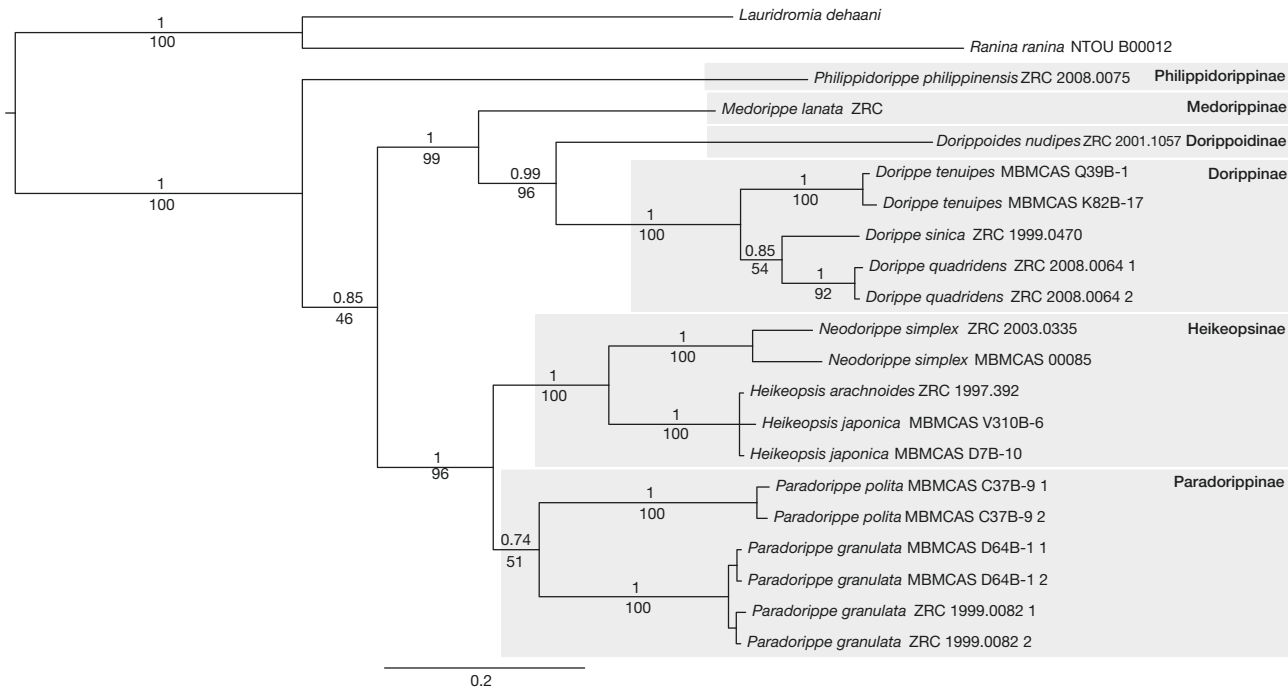 Lauridromia dehaani
1
100
Ranina ranina NTOU B00012
Philippidorippe philippinensis ZRC 2008.0075 Philippidorippinae
Medorippe lanata ZRC Medorippinae
1
99
Dorippoides nudipes ZRC 2001.1057 Dorippoidinae
0.99
96
Dorippe tenuipes MBMCAS Q39B-1 Dorippinae
1
100
1
100
Dorippe tenuipes MBMCAS K82B-17
1
100
Dorippe sinica ZRC 1999.0470
0.85
54
Dorippe quadridens ZRC 2008.0064 1
1
92
Dorippe quadridens ZRC 2008.0064 2
0.85
46
Neodorippe simplex ZRC 2003.0335 Heikeopsinae
1
100
Neodorippe simplex MBMCAS 00085
1
100
Heikeopsis arachnoides ZRC 1997.392
1
100
Heikeopsis japonica MBMCAS V310B-6
Heikeopsis japonica MBMCAS D7B-10
1
96
Paradorippe polita MBMCAS C37B-9 1 Paradorippinae
1
100
Paradorippe polita MBMCAS C37B-9 2
0.74
51
Paradorippe granulata MBMCAS D64B-1 1
Paradorippe granulata MBMCAS D64B-1 2
1
100
Paradorippe granulata ZRC 1999.0082 1
Paradorippe granulata ZRC 1999.0082 2
0.2